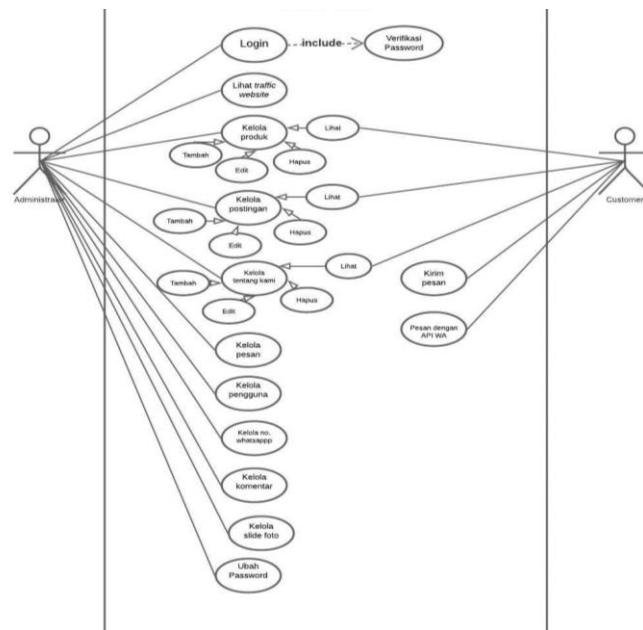 Login
include
Verifikasi
Password
Lihat traffic
website
Kelola
produk
Lihat
Tambah
Edit
Hapus
Administrator
Customer
Kelola
postingan
Lihat
Tambah
Edit
Hapus
Kelola
tentang kami
Lihat
Tambah
Edit
Hapus
Kirim
pesan
Pesan dengan
API WA
Kelola
pesan
Kelola
pengguna
Kelola no.
whatsappp
Kelola
komentar
Kelola
slide foto
Ubah
Password